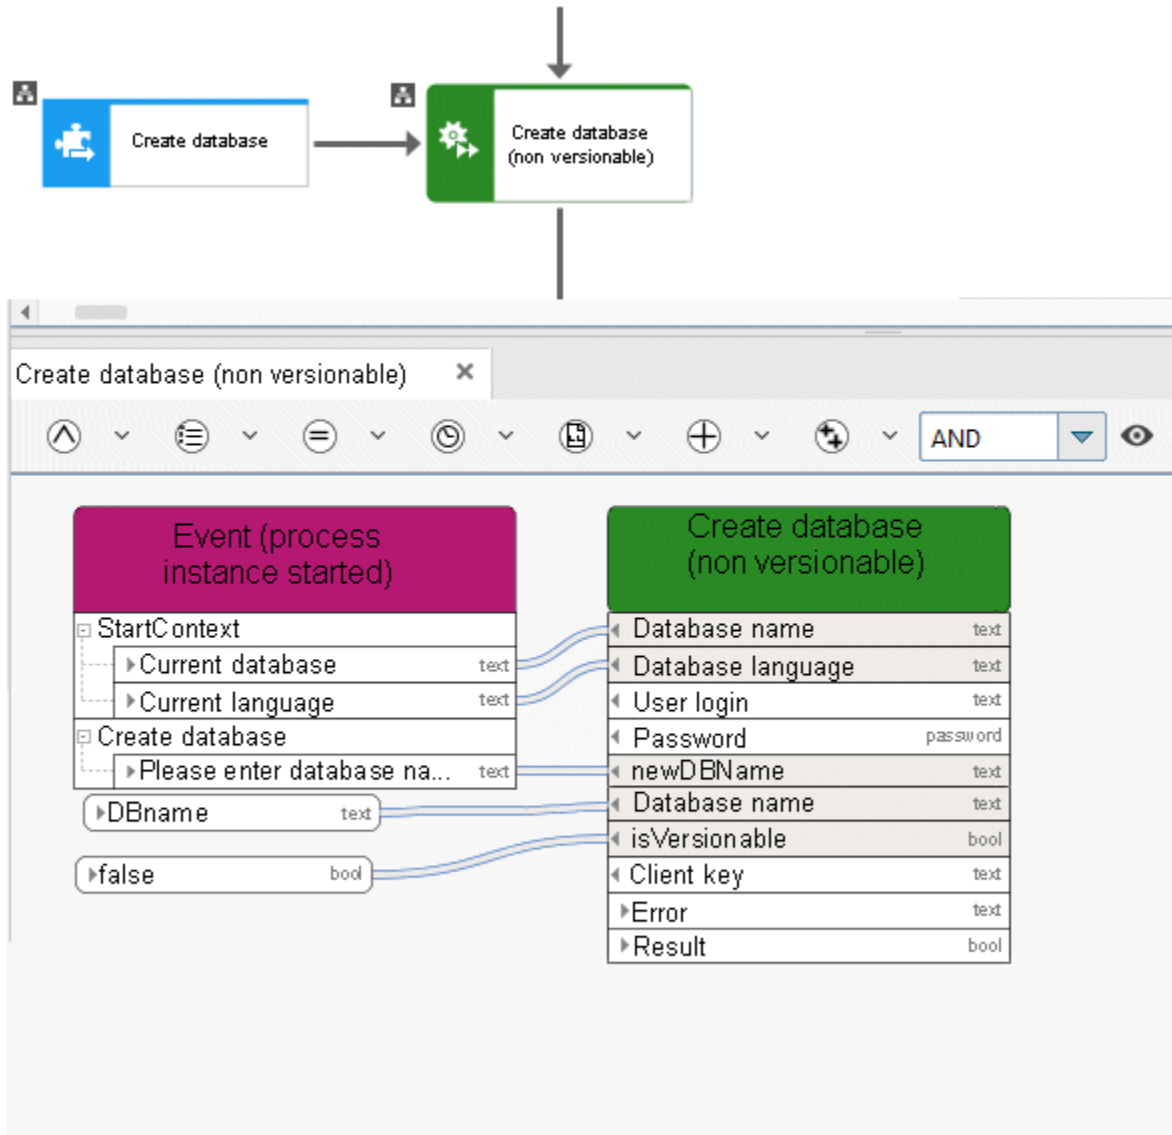 Create database
Create database
(non versionable)
Create database (non versionable)
AND
Event (process
instance started)
StartContext
Current database text
Current language text
Create database
Please enter database na... text
DBname text
false bool
Create database
(non versionable)
Database name text
Database language text
User login text
Password password
newDBName text
Database name text
isVersionable bool
Client key text
Error text
Result bool